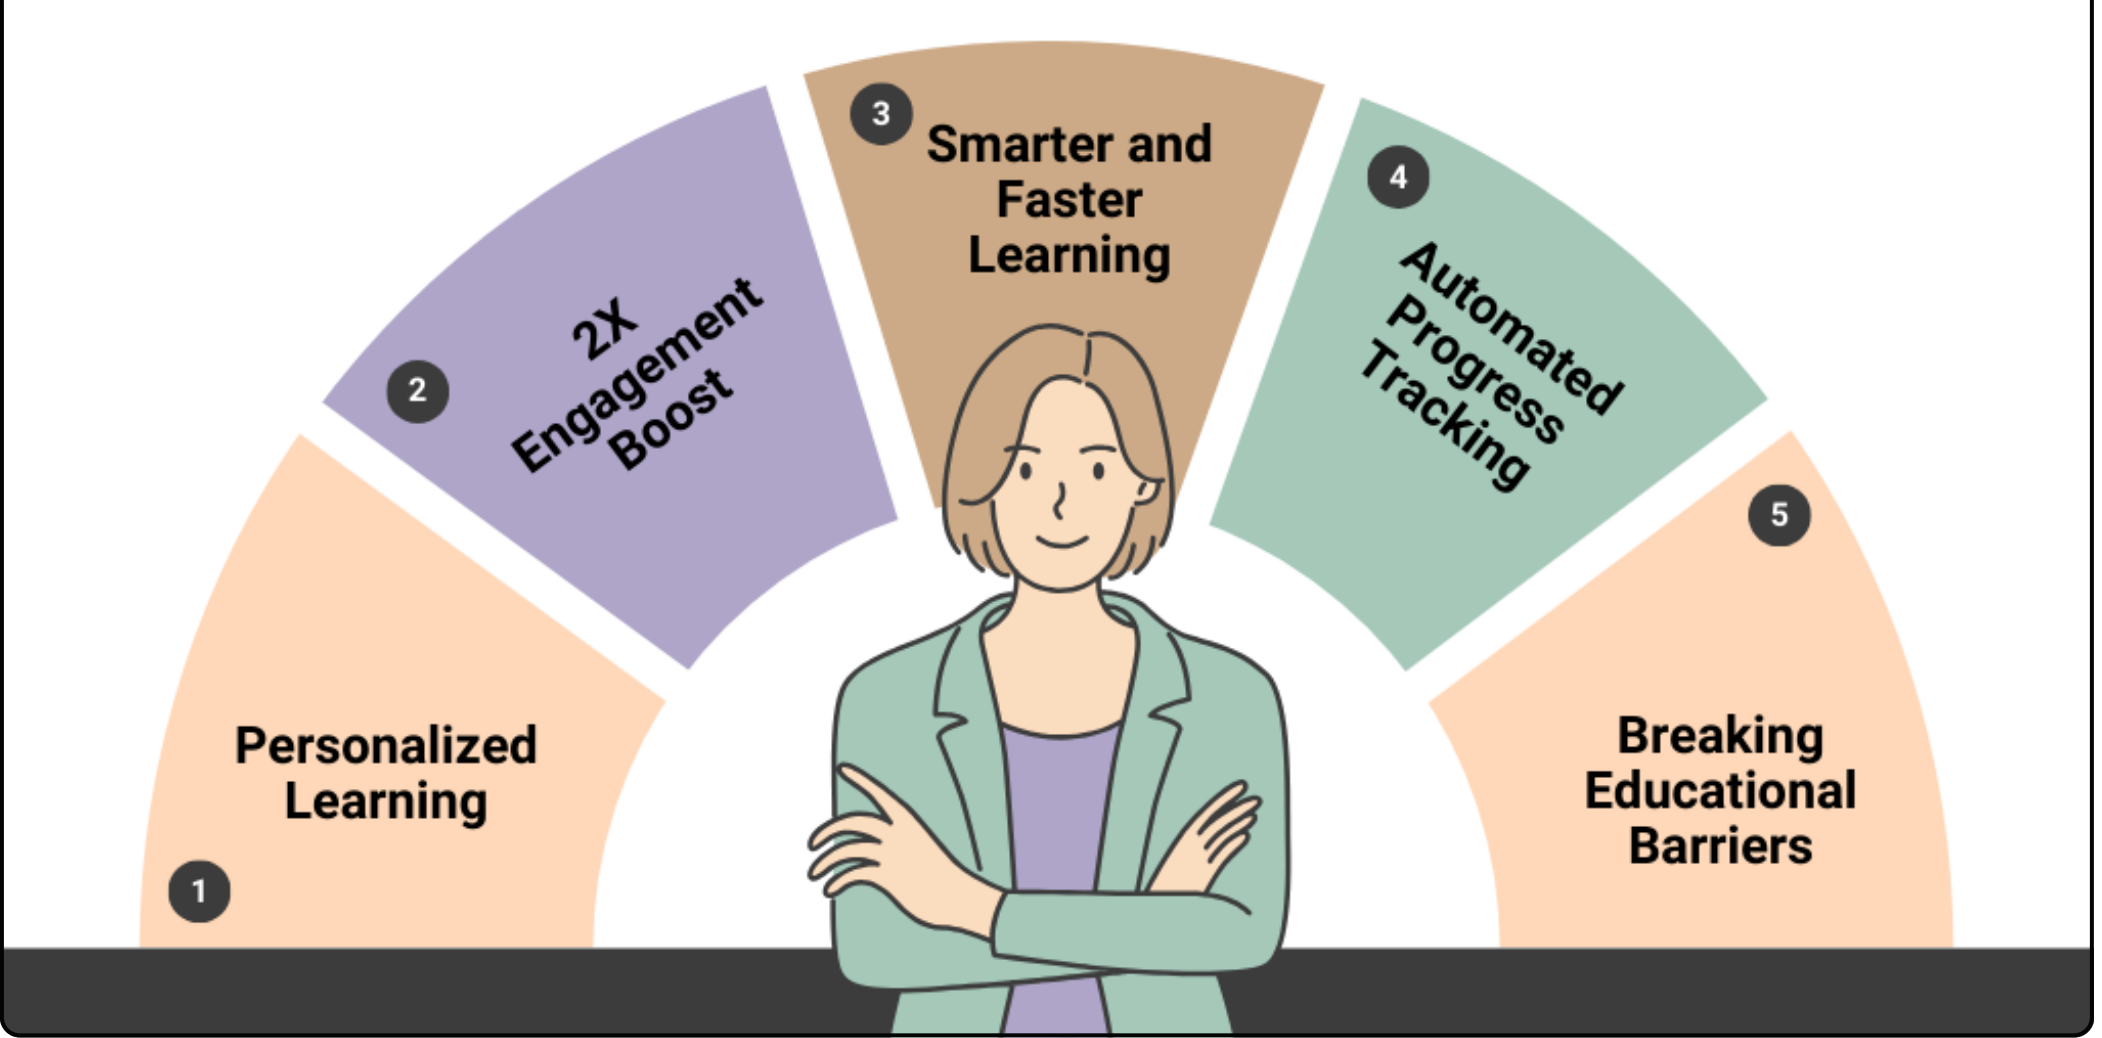 1
Personalized
Learning
2
2X
Engagement
Boost
3
Smarter and
Faster
Learning
4
Automated
Progress
Tracking
5
Breaking
Educational
Barriers